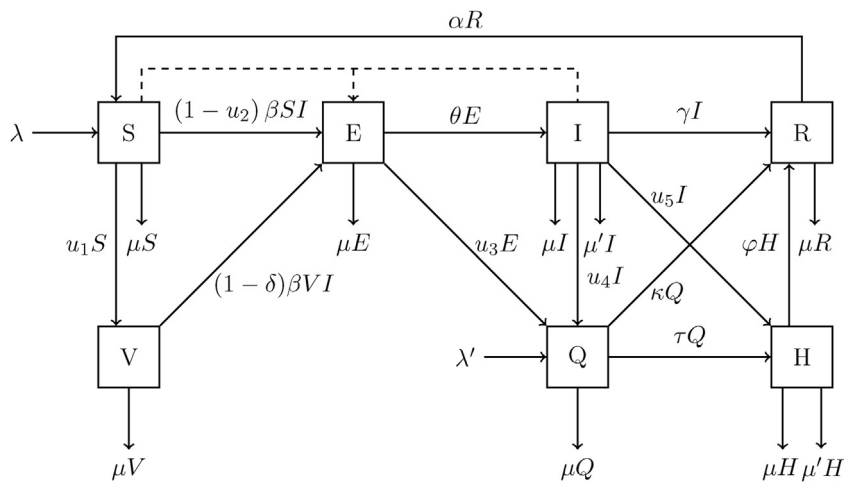 αR
λ S (1 − u₂) βSI E θE I γI R
u₁S μS μE μI μ′I u₅I φH μR
(1 − δ)βVI u₃E u₄I κQ
V λ′ Q τQ H
μV μQ μH μ′H